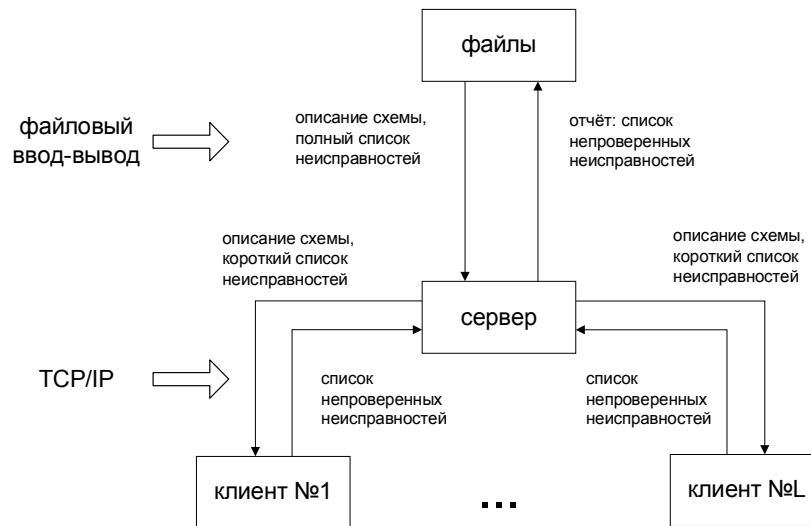 файлы
файловый
ввод-вывод
описание схемы,
полный список
неисправностей
отчёт: список
непроверенных
неисправностей
описание схемы,
короткий список
неисправностей
описание схемы,
короткий список
неисправностей
сервер
TCP/IP
список
непроверенных
неисправностей
список
непроверенных
неисправностей
клиент №1
...
клиент №L